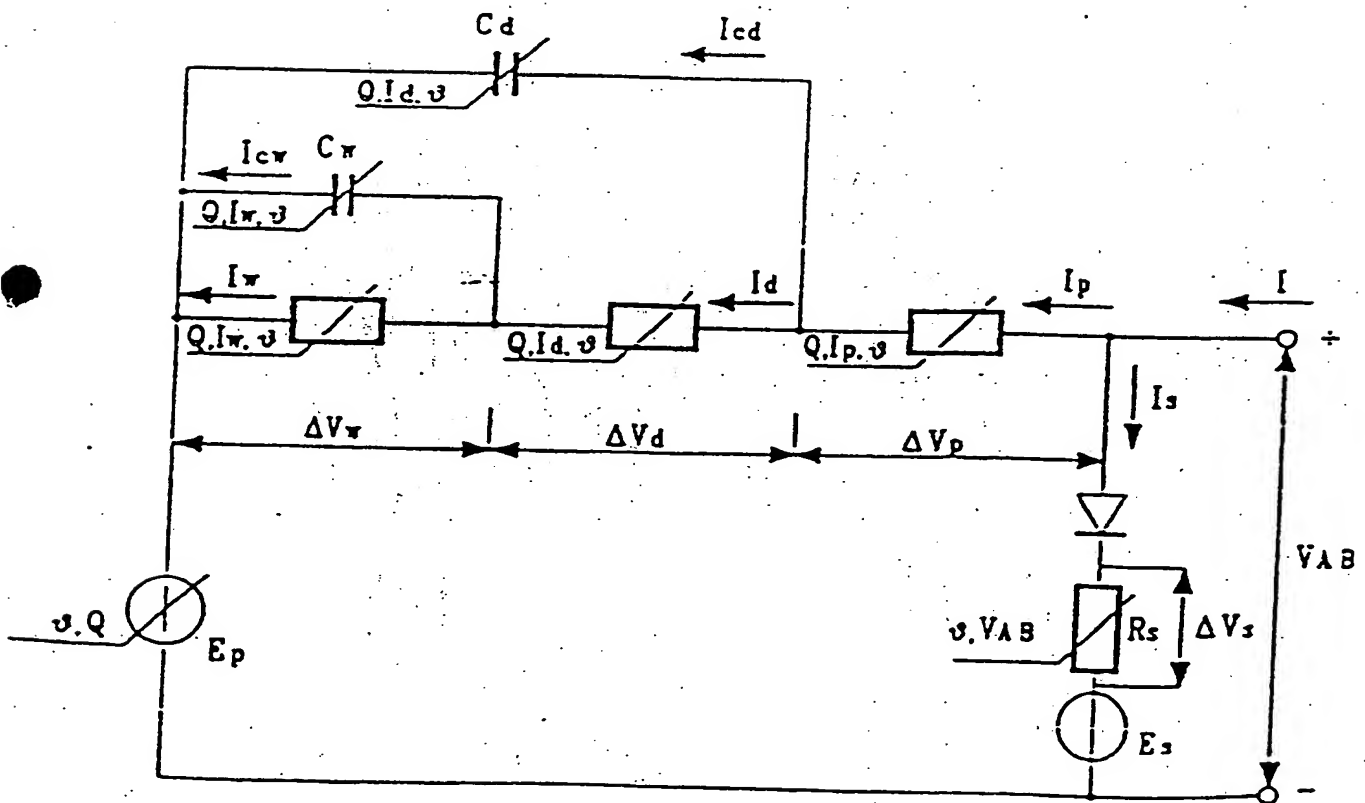 Cd
Icd
Q.Id.ϑ
Icw
Cw
Q.Iw.ϑ
Iw
Id
Ip
I
Q.Iw.ϑ
Q.Id.ϑ
Q.Ip.ϑ
÷
Is
ΔVw
ΔVd
ΔVp
VAB
ϑ.Q
Ep
ϑ.VAB
Rs
ΔVs
Es
-